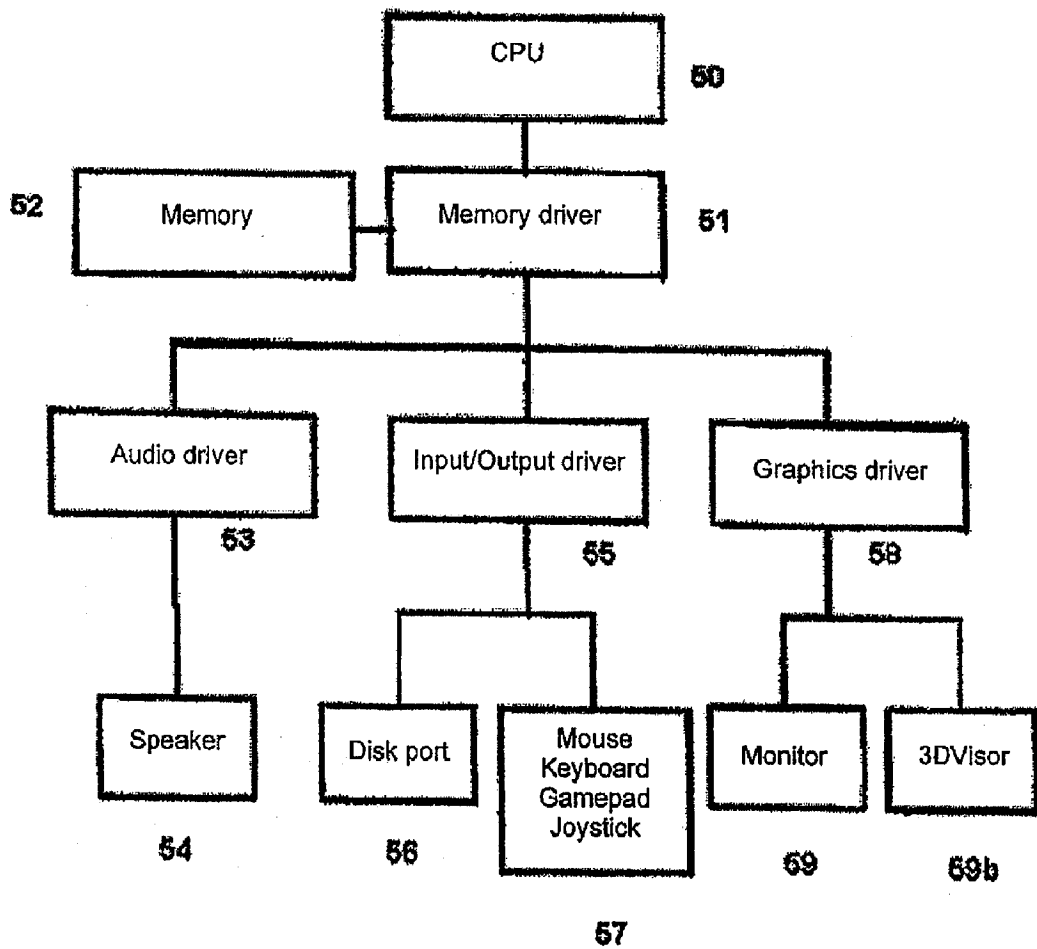 CPU
50
52
Memory
Memory driver
51
Audio driver
Input/Output driver
Graphics driver
53
55
58
Speaker
Disk port
Mouse
Keyboard
Gamepad
Joystick
Monitor
3DVisor
54
56
59
59b
57